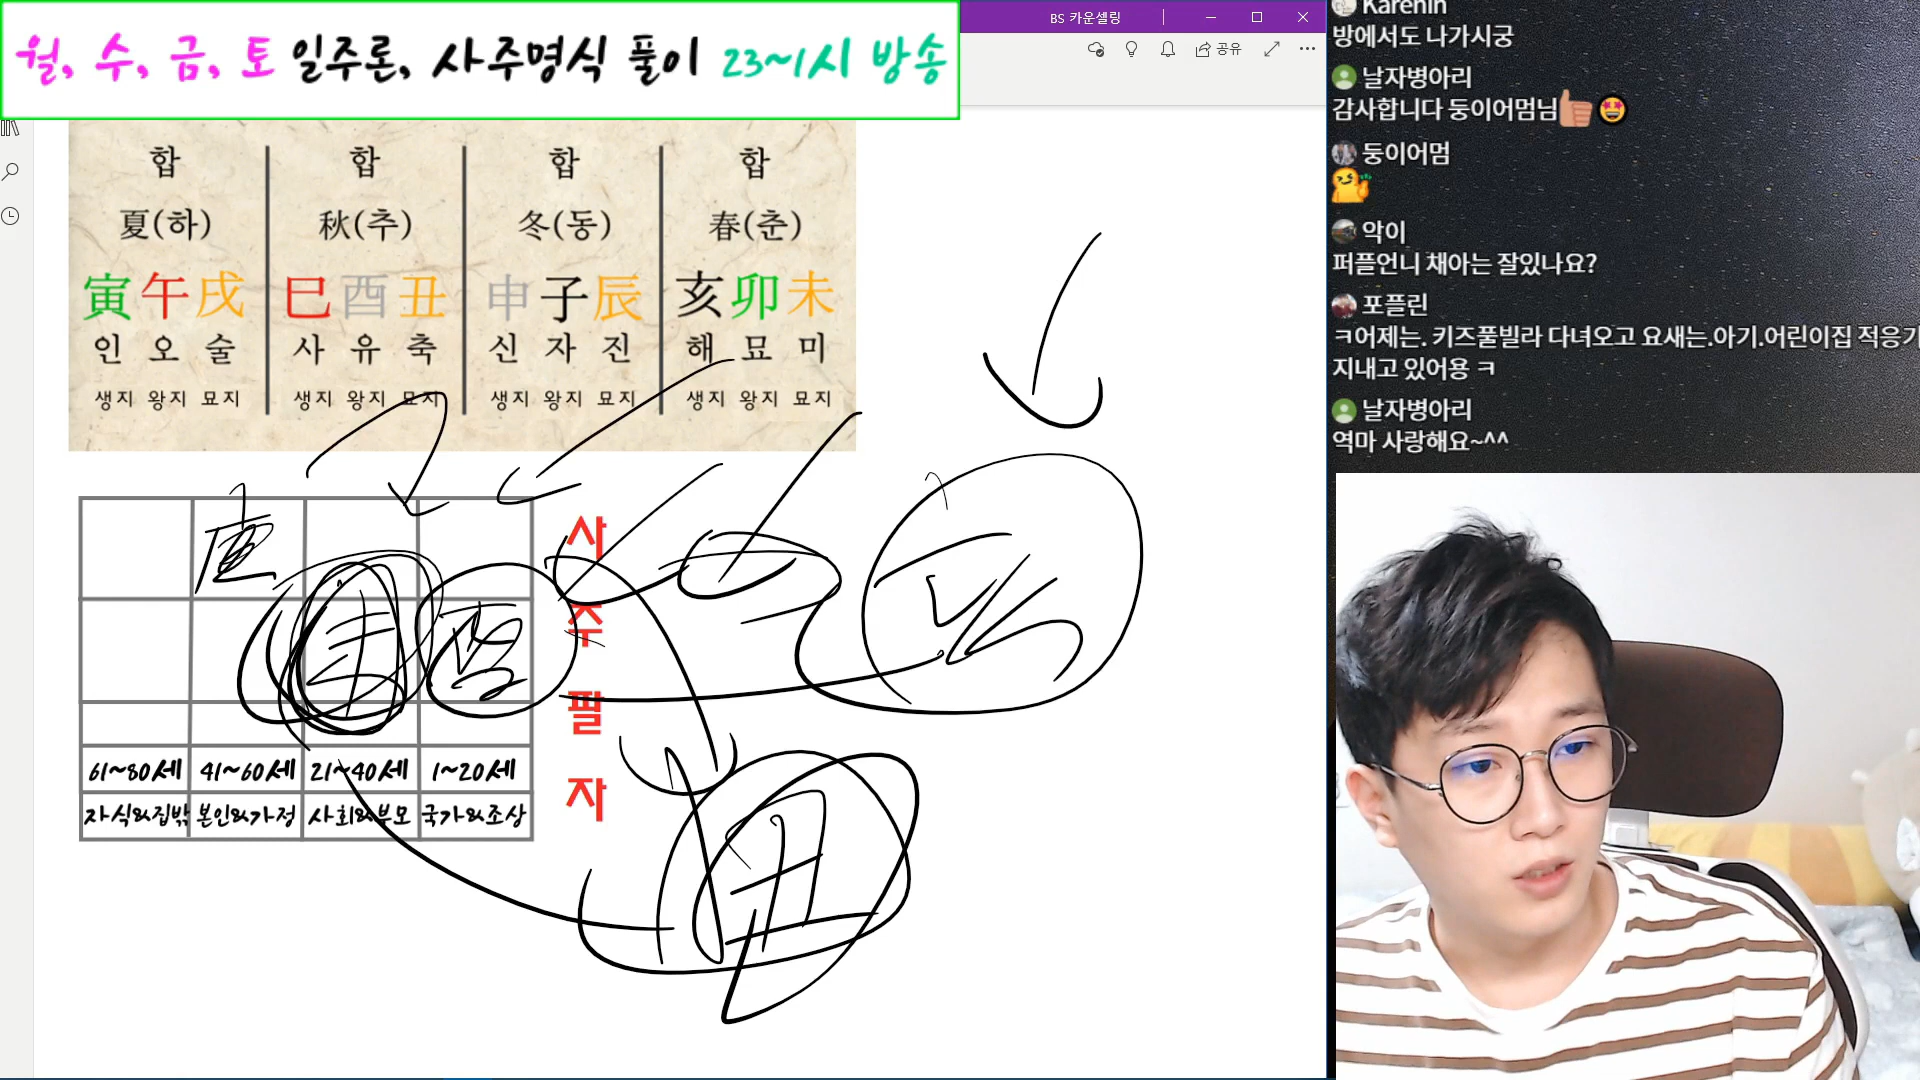 월, 수, 금, 토 일주론, 사주명식 풀이 23~1시 방송
BS 카운셀링
공유
합 합 합 합
夏(하) 秋(추) 冬(동) 春(춘)
寅午戌 巳酉丑 申子辰 亥卯未
인 오 술 사 유 축 신 자 진 해 묘 미
생지 왕지 묘지 생지 왕지 묘지 생지 왕지 묘지 생지 왕지 묘지
사
주
팔
자
61~80세 41~60세 21~40세 1~20세
자식&집밖 본인&가정 사회&부모 국가&조상
Karenin
방에서도 나가시궁
날자병아리
감사합니다 둥이어멈님
둥이어멈
악이
퍼플언니 채아는 잘있나요?
포플린
ㅋ어제는. 키즈풀빌라 다녀오고 요새는.아기.어린이집 적응기
지내고 있어용 ㅋ
날자병아리
역마 사랑해요~^^